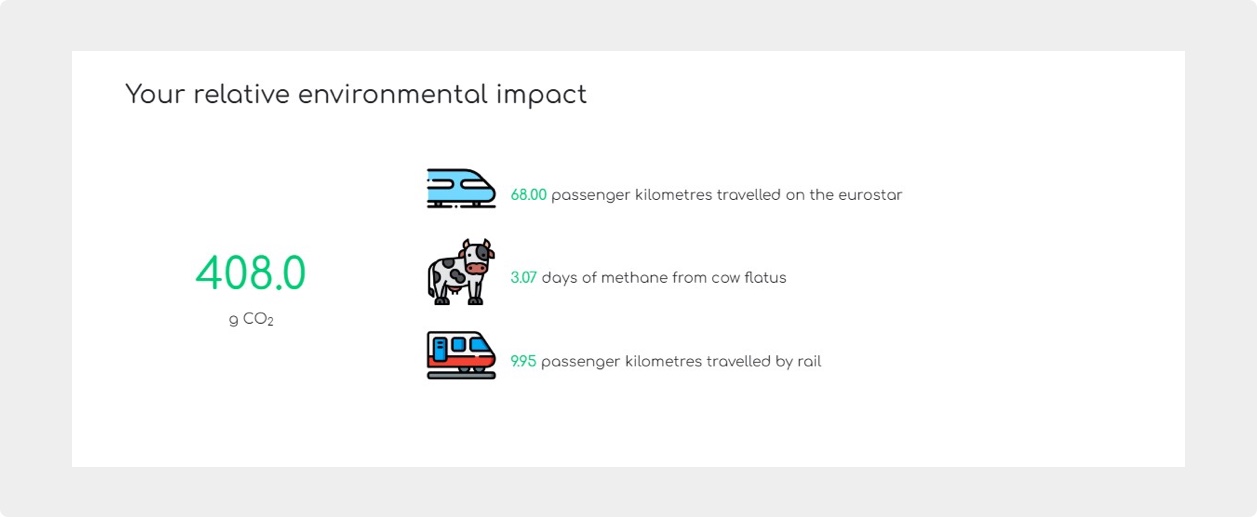 Your relative environmental impact
68.00 passenger kilometres travelled on the eurostar
408.0
g CO₂
3.07 days of methane from cow flatus
9.95 passenger kilometres travelled by rail